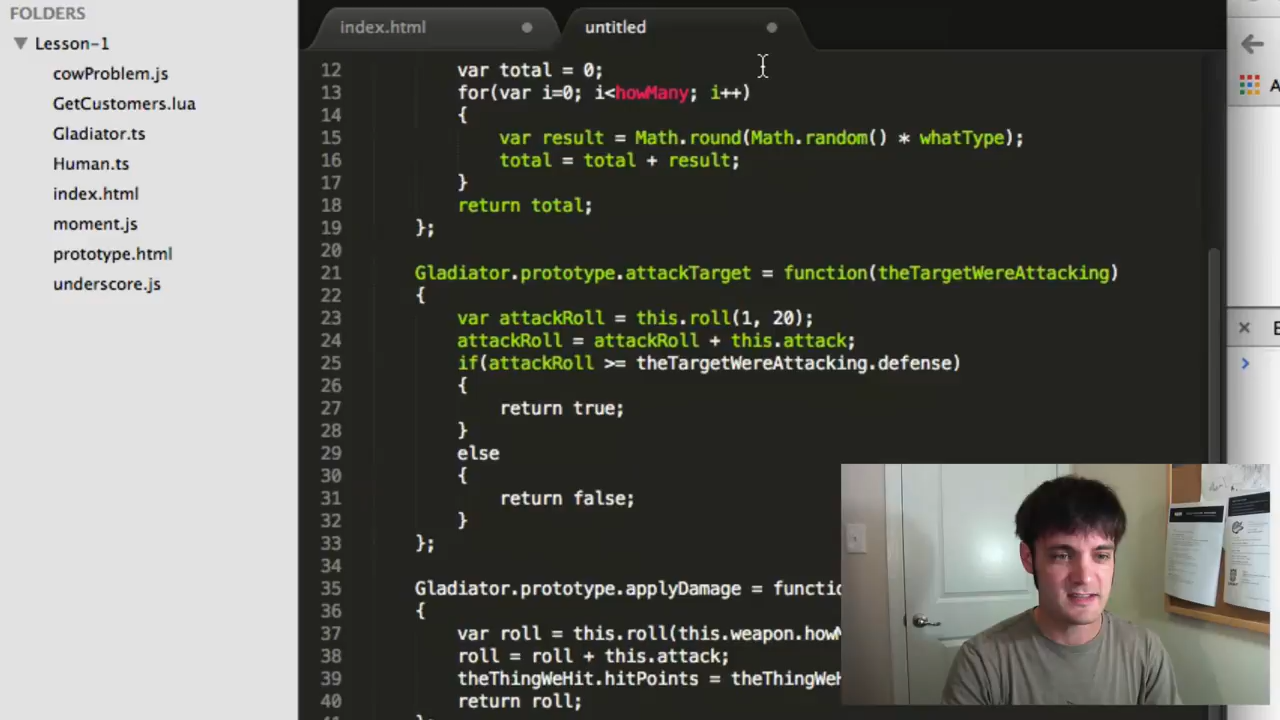 FOLDERS
Lesson-1
cowProblem.js
GetCustomers.lua
Gladiator.ts
Human.ts
index.html
moment.js
prototype.html
underscore.js
index.html
untitled
12 var total = 0;
13 for(var i=0; i<howMany; i++)
14 {
15 var result = Math.round(Math.random() * whatType);
16 total = total + result;
17 }
18 return total;
19 };
20
21 Gladiator.prototype.attackTarget = function(theTargetWereAttacking)
22 {
23 var attackRoll = this.roll(1, 20);
24 attackRoll = attackRoll + this.attack;
25 if(attackRoll >= theTargetWereAttacking.defense)
26 {
27 return true;
28 }
29 else
30 {
31 return false;
32 }
33 };
34
35 Gladiator.prototype.applyDamage = functi
36 {
37 var roll = this.roll(this.weapon.how
38 roll = roll + this.attack;
39 theThingWeHit.hitPoints = theThingWe
40 return roll;